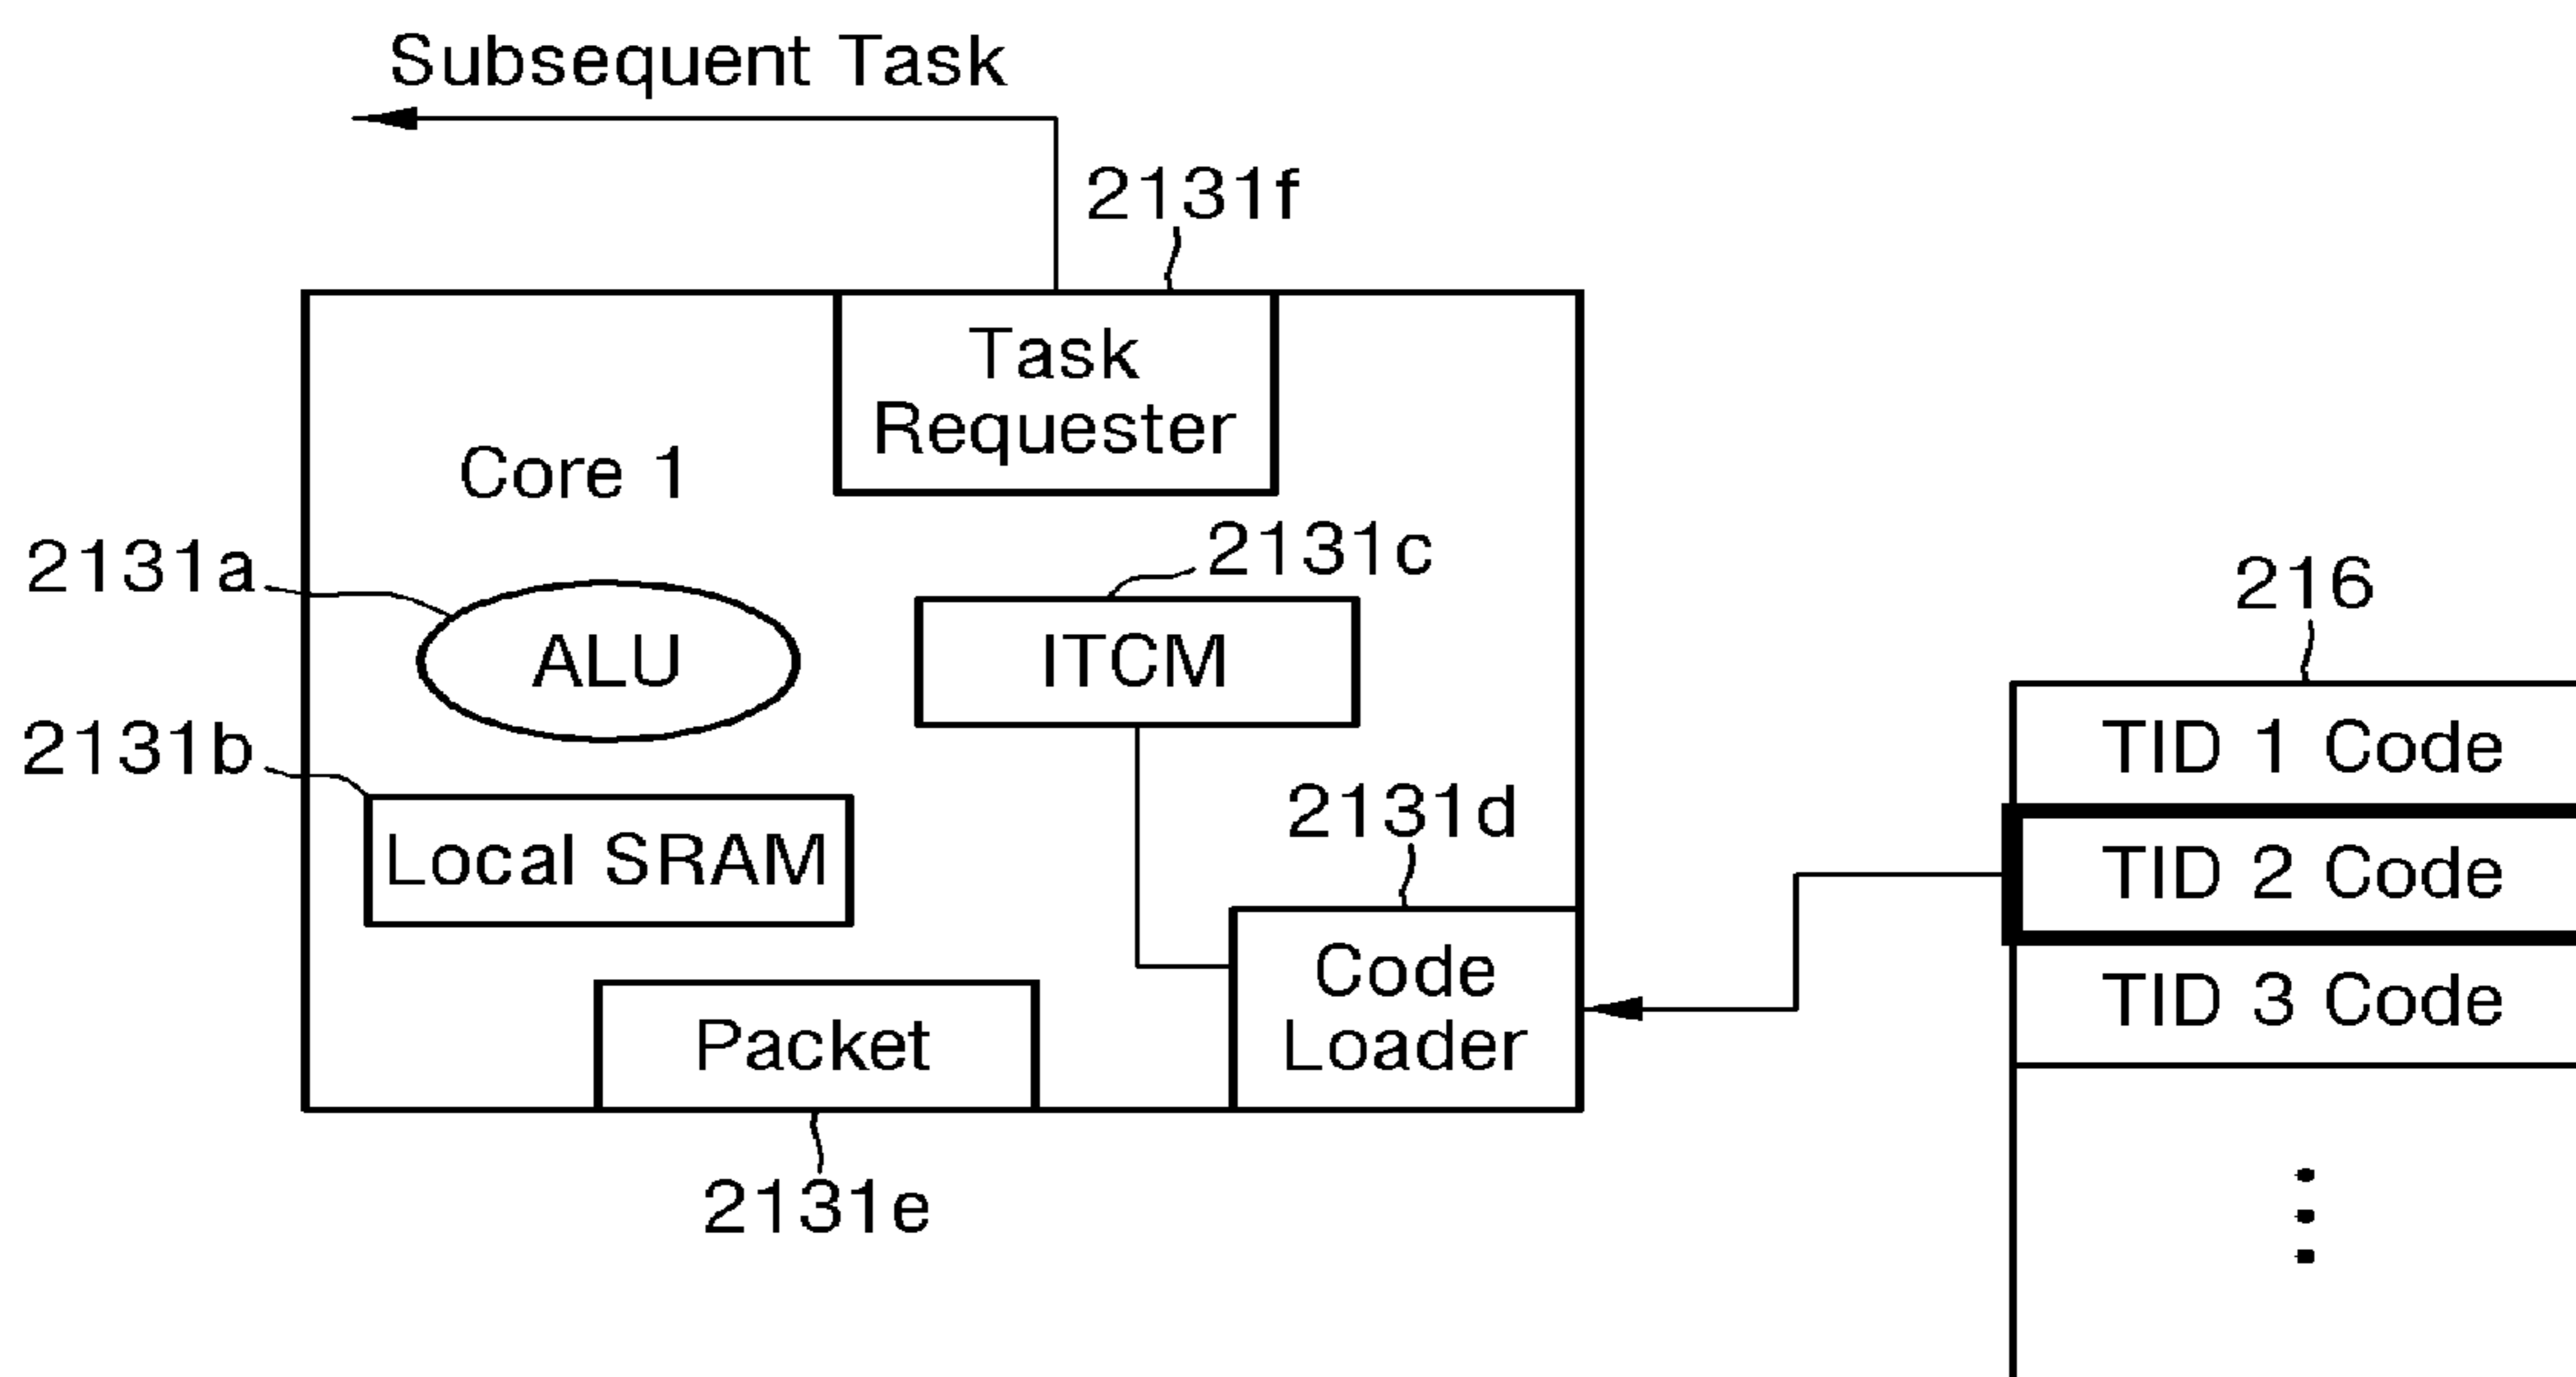 Subsequent Task
2131f
Task
Requester
Core 1
2131c
2131a
216
ALU
ITCM
2131b
TID 1 Code
2131d
Local SRAM
TID 2 Code
Code
Loader
TID 3 Code
Packet
2131e